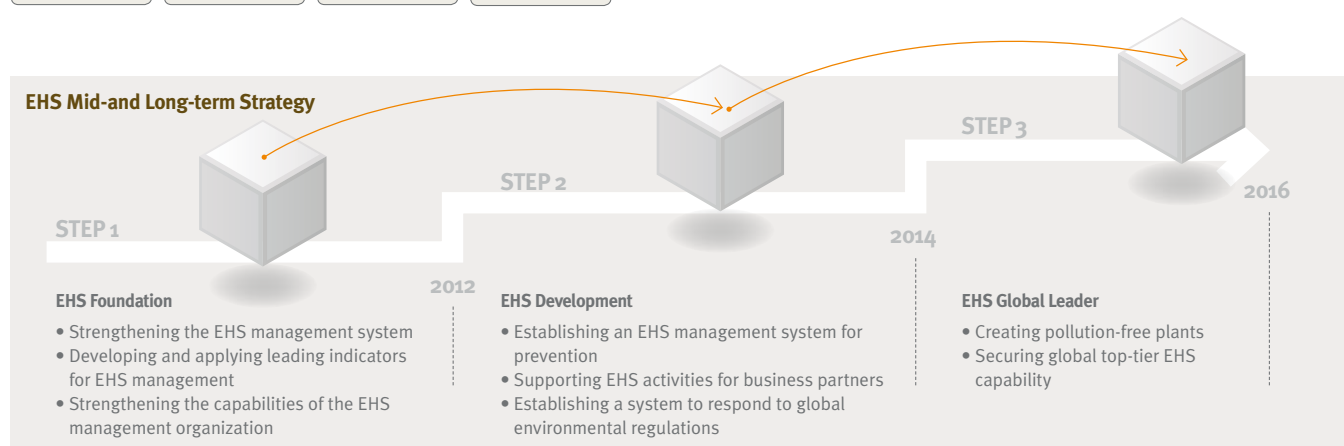 EHS Mid-and Long-term Strategy
STEP 1
STEP 2
STEP 3
2012
2014
2016
EHS Foundation
• Strengthening the EHS management system
• Developing and applying leading indicators
for EHS management
• Strengthening the capabilities of the EHS
management organization
EHS Development
• Establishing an EHS management system for
prevention
• Supporting EHS activities for business partners
• Establishing a system to respond to global
environmental regulations
EHS Global Leader
• Creating pollution-free plants
• Securing global top-tier EHS
capability